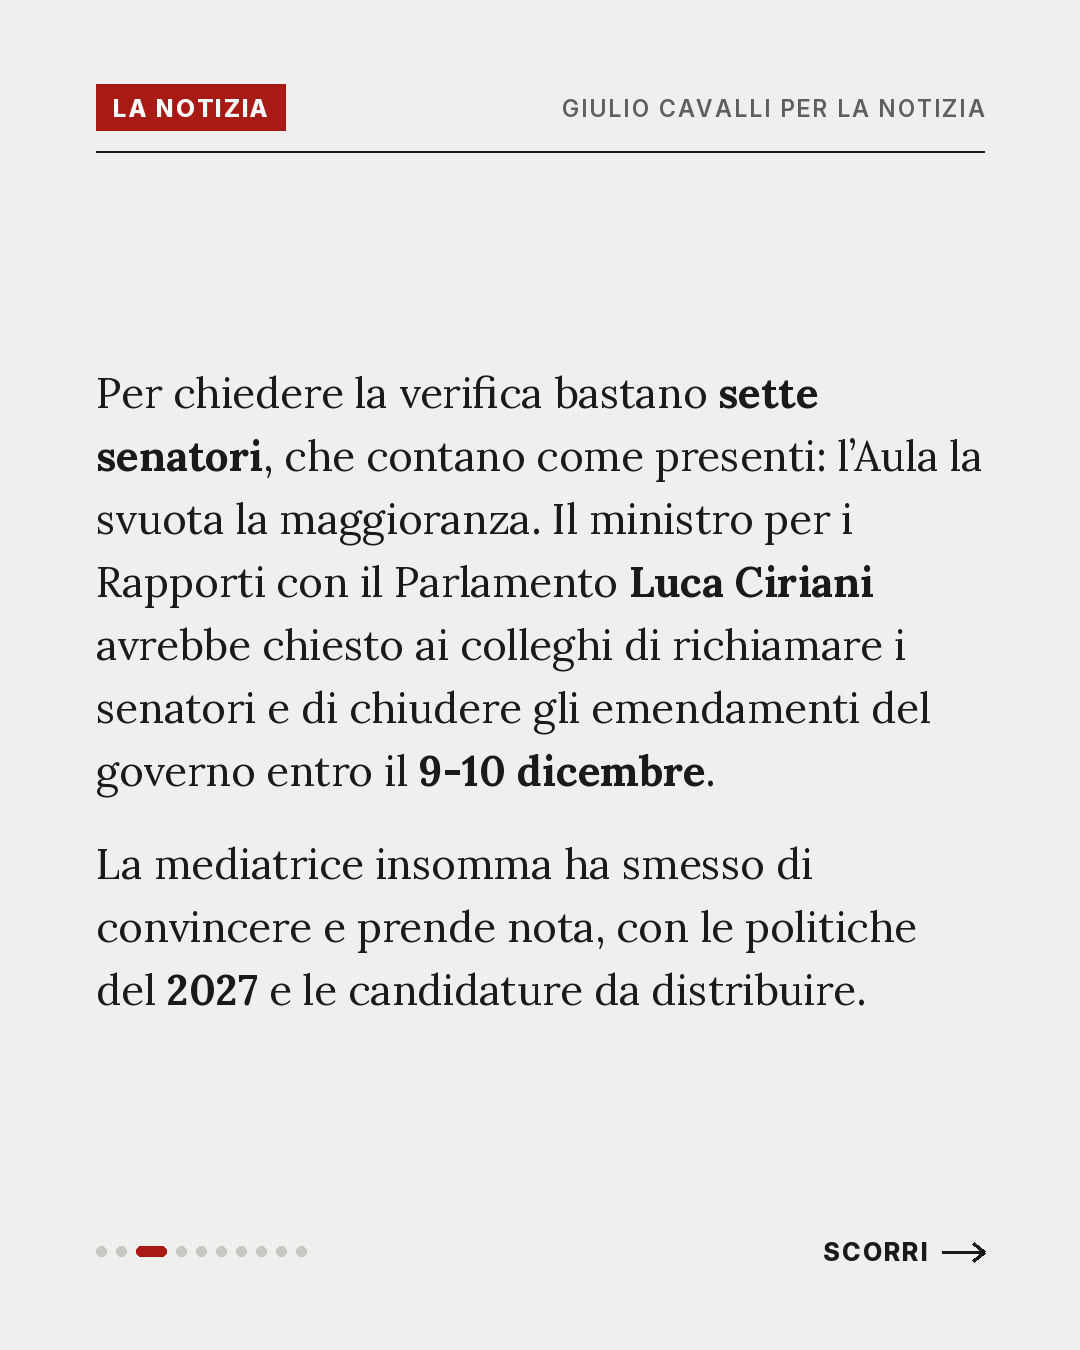 LA NOTIZIA
GIULIO CAVALLI PER LA NOTIZIA
Per chiedere la verifica bastano sette
senatori, che contano come presenti: l’Aula la
svuota la maggioranza. Il ministro per i
Rapporti con il Parlamento Luca Ciriani
avrebbe chiesto ai colleghi di richiamare i
senatori e di chiudere gli emendamenti del
governo entro il 9-10 dicembre.
La mediatrice insomma ha smesso di
convincere e prende nota, con le politiche
del 2027 e le candidature da distribuire.
SCORRI